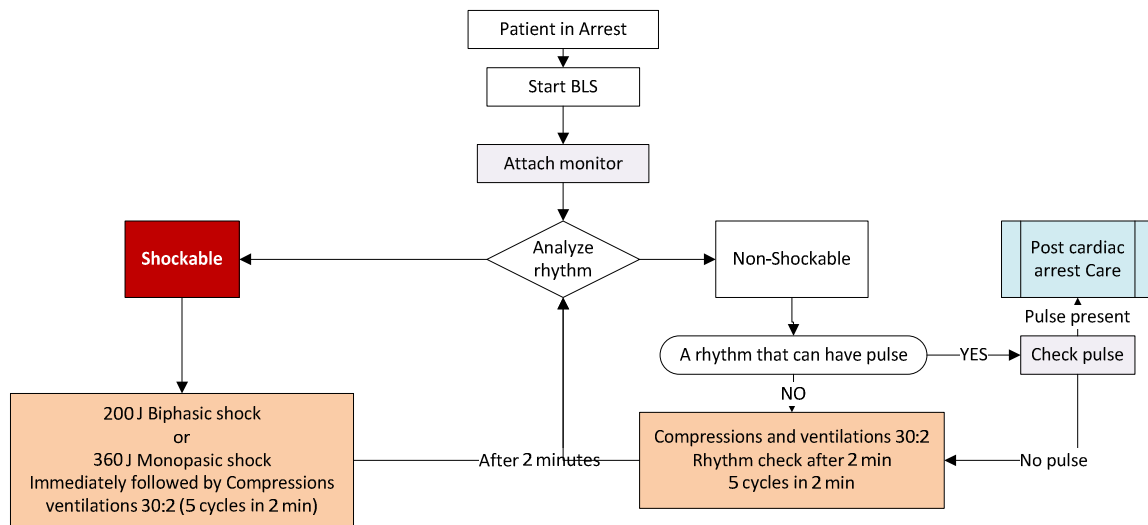 Patient in Arrest
Start BLS
Attach monitor
Analyze
rhythm
Shockable
Non-Shockable
Post cardiac
arrest Care
Pulse present
A rhythm that can have pulse
YES
Check pulse
NO
200 J Biphasic shock
or
360 J Monopasic shock
Immediately followed by Compressions
ventilations 30:2 (5 cycles in 2 min)
After 2 minutes
Compressions and ventilations 30:2
Rhythm check after 2 min
5 cycles in 2 min
No pulse